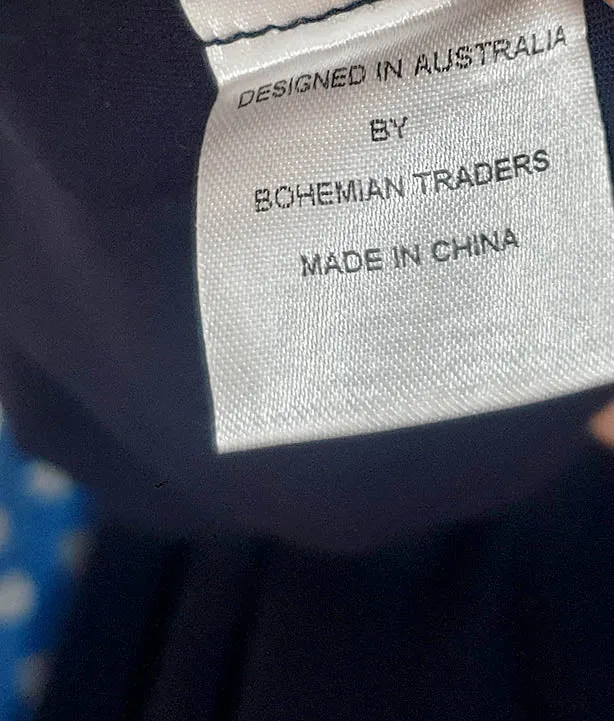 DESIGNED IN AUSTRALIA
BY
BOHEMIAN TRADERS
MADE IN CHINA